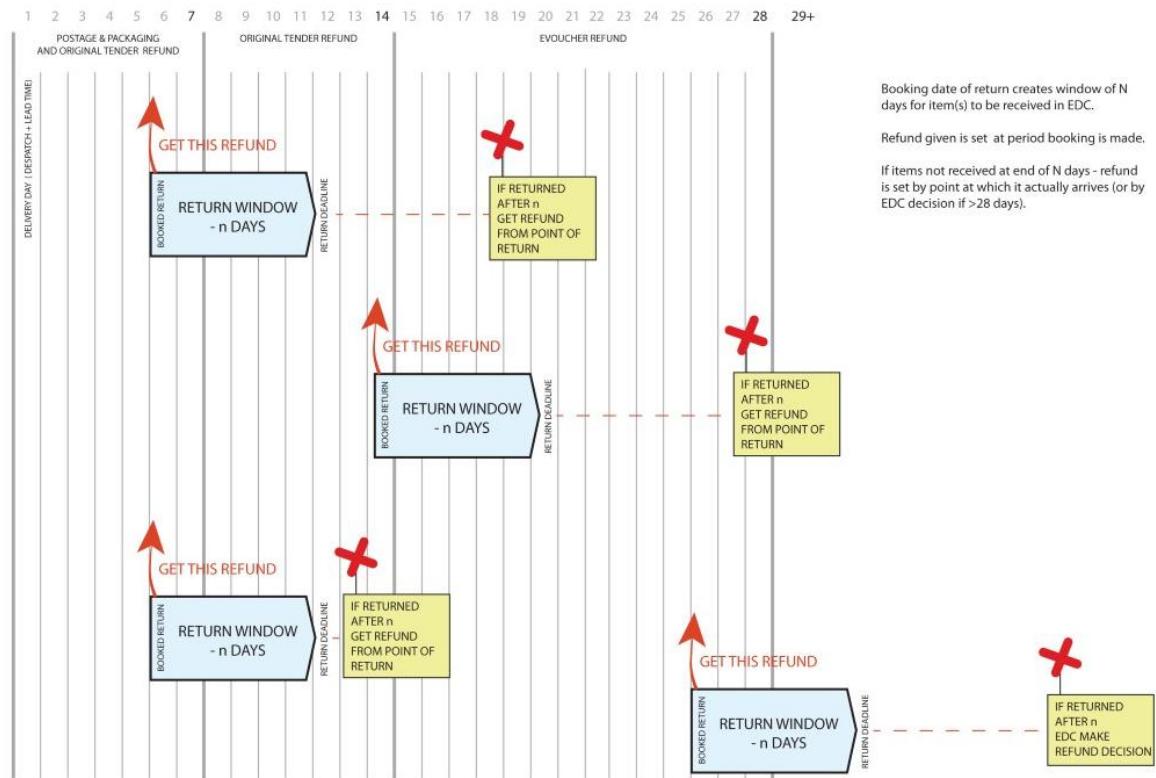 1 2 3 4 5 6 7 8 9 10 11 12 13 14 15 16 17 18 19 20 21 22 23 24 25 26 27 28 29+
POSTAGE & PACKAGING
AND ORIGINAL TENDER REFUND
ORIGINAL TENDER REFUND
EVOUCHER REFUND
DELIVERY DAY ( DESPATCH + LEAD TIME)
Booking date of return creates window of N
days for item(s) to be received in EDC.
Refund given is set at period booking is made.
If items not received at end of N days - refund
is set by point at which it actually arrives (or by
EDC decision if >28 days).
GET THIS REFUND
BOOKED RETURN
RETURN WINDOW
- n DAYS
RETURN DEADLINE
IF RETURNED
AFTER n
GET REFUND
FROM POINT OF
RETURN
GET THIS REFUND
BOOKED RETURN
RETURN WINDOW
- n DAYS
RETURN DEADLINE
IF RETURNED
AFTER n
GET REFUND
FROM POINT OF
RETURN
GET THIS REFUND
BOOKED RETURN
RETURN WINDOW
- n DAYS
RETURN DEADLINE
IF RETURNED
AFTER n
GET REFUND
FROM POINT OF
RETURN
GET THIS REFUND
BOOKED RETURN
RETURN WINDOW
- n DAYS
RETURN DEADLINE
IF RETURNED
AFTER n
EDC MAKE
REFUND DECISION